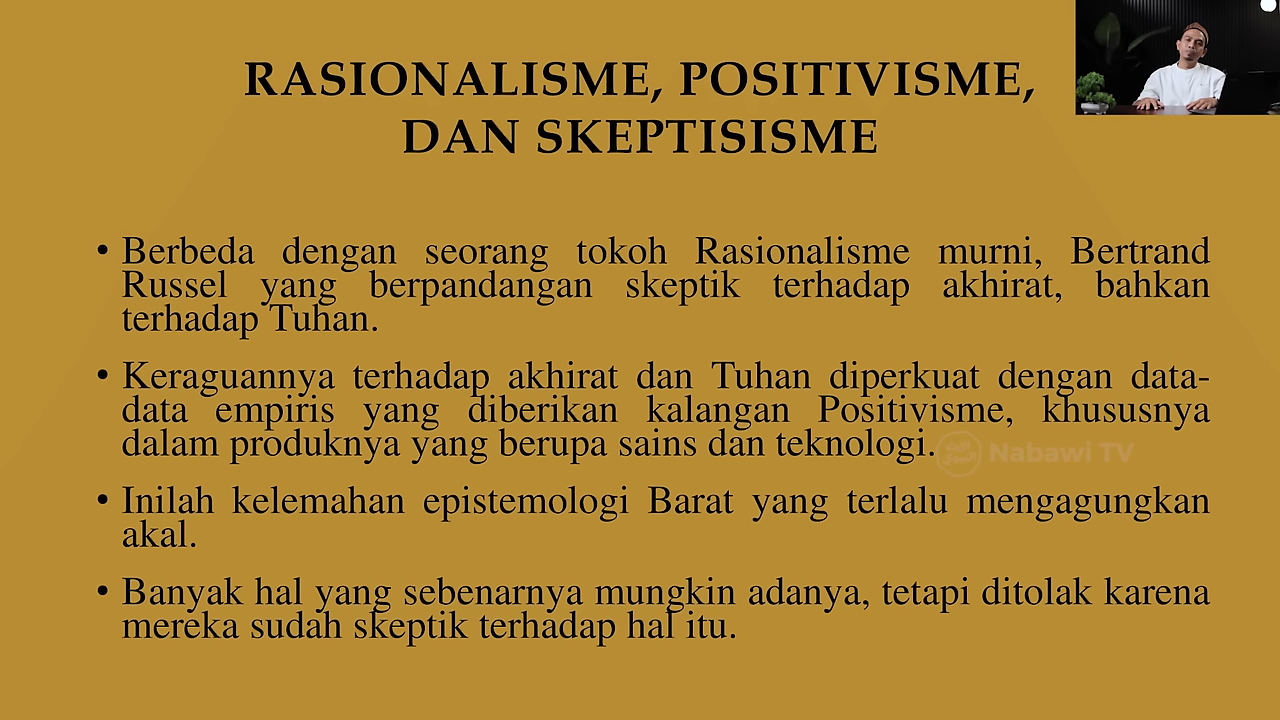 RASIONALISME, POSITIVISME,
DAN SKEPTISISME
• Berbeda dengan seorang tokoh Rasionalisme murni, Bertrand
Russel yang berpandangan skeptik terhadap akhirat, bahkan
terhadap Tuhan.
• Keraguannya terhadap akhirat dan Tuhan diperkuat dengan data-
data empiris yang diberikan kalangan Positivisme, khususnya
dalam produknya yang berupa sains dan teknologi.
Nabawi TV
• Inilah kelemahan epistemologi Barat yang terlalu mengagungkan
akal.
• Banyak hal yang sebenarnya mungkin adanya, tetapi ditolak karena
mereka sudah skeptik terhadap hal itu.